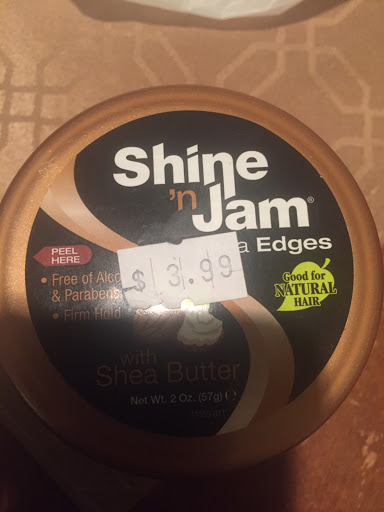 Shine
'n Jam®
a Edges
PEEL
HERE
• Free of Alco
& Parabens
• Firm Hold
$ 3.99
Good for
NATURAL
HAIR
with
Shea Butter
Net Wt. 2 Oz. (57g) e